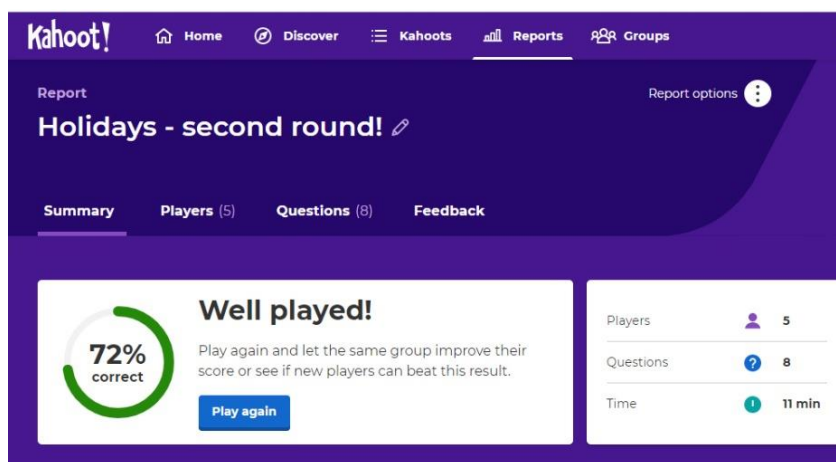 Kahoot! Home Discover Kahoots Reports Groups
Report
Report options
Holidays - second round!
Summary Players (5) Questions (8) Feedback
72%
correct
Well played!
Play again and let the same group improve their
score or see if new players can beat this result.
Play again
Players 5
Questions ? 8
Time 11 min